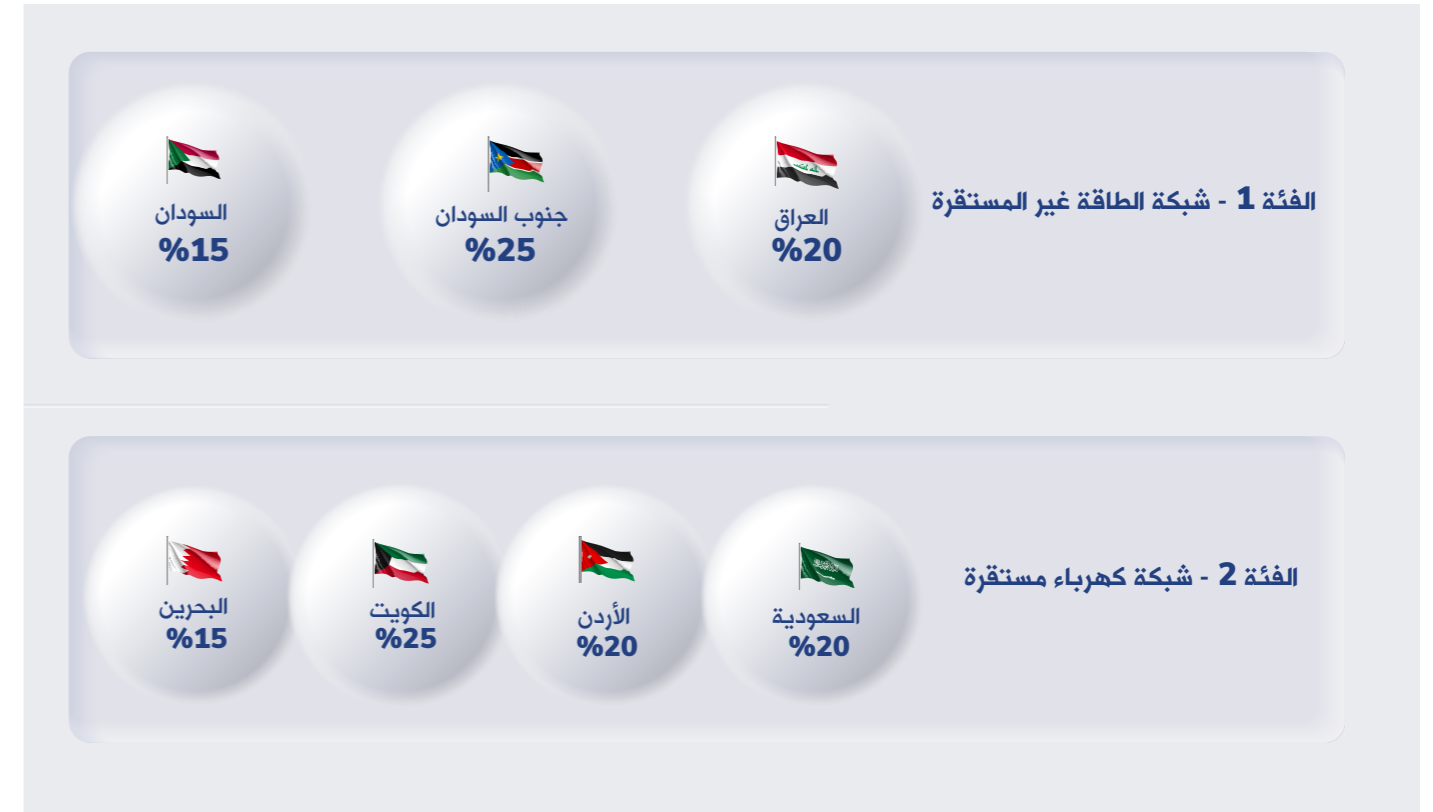 الفئة 1 - شبكة الطاقة غير المستقرة
العراق
%20
جنوب السودان
%25
السودان
%15
الفئة 2 - شبكة كهرباء مستقرة
السعودية
%20
الأردن
%20
الكويت
%25
البحرين
%15